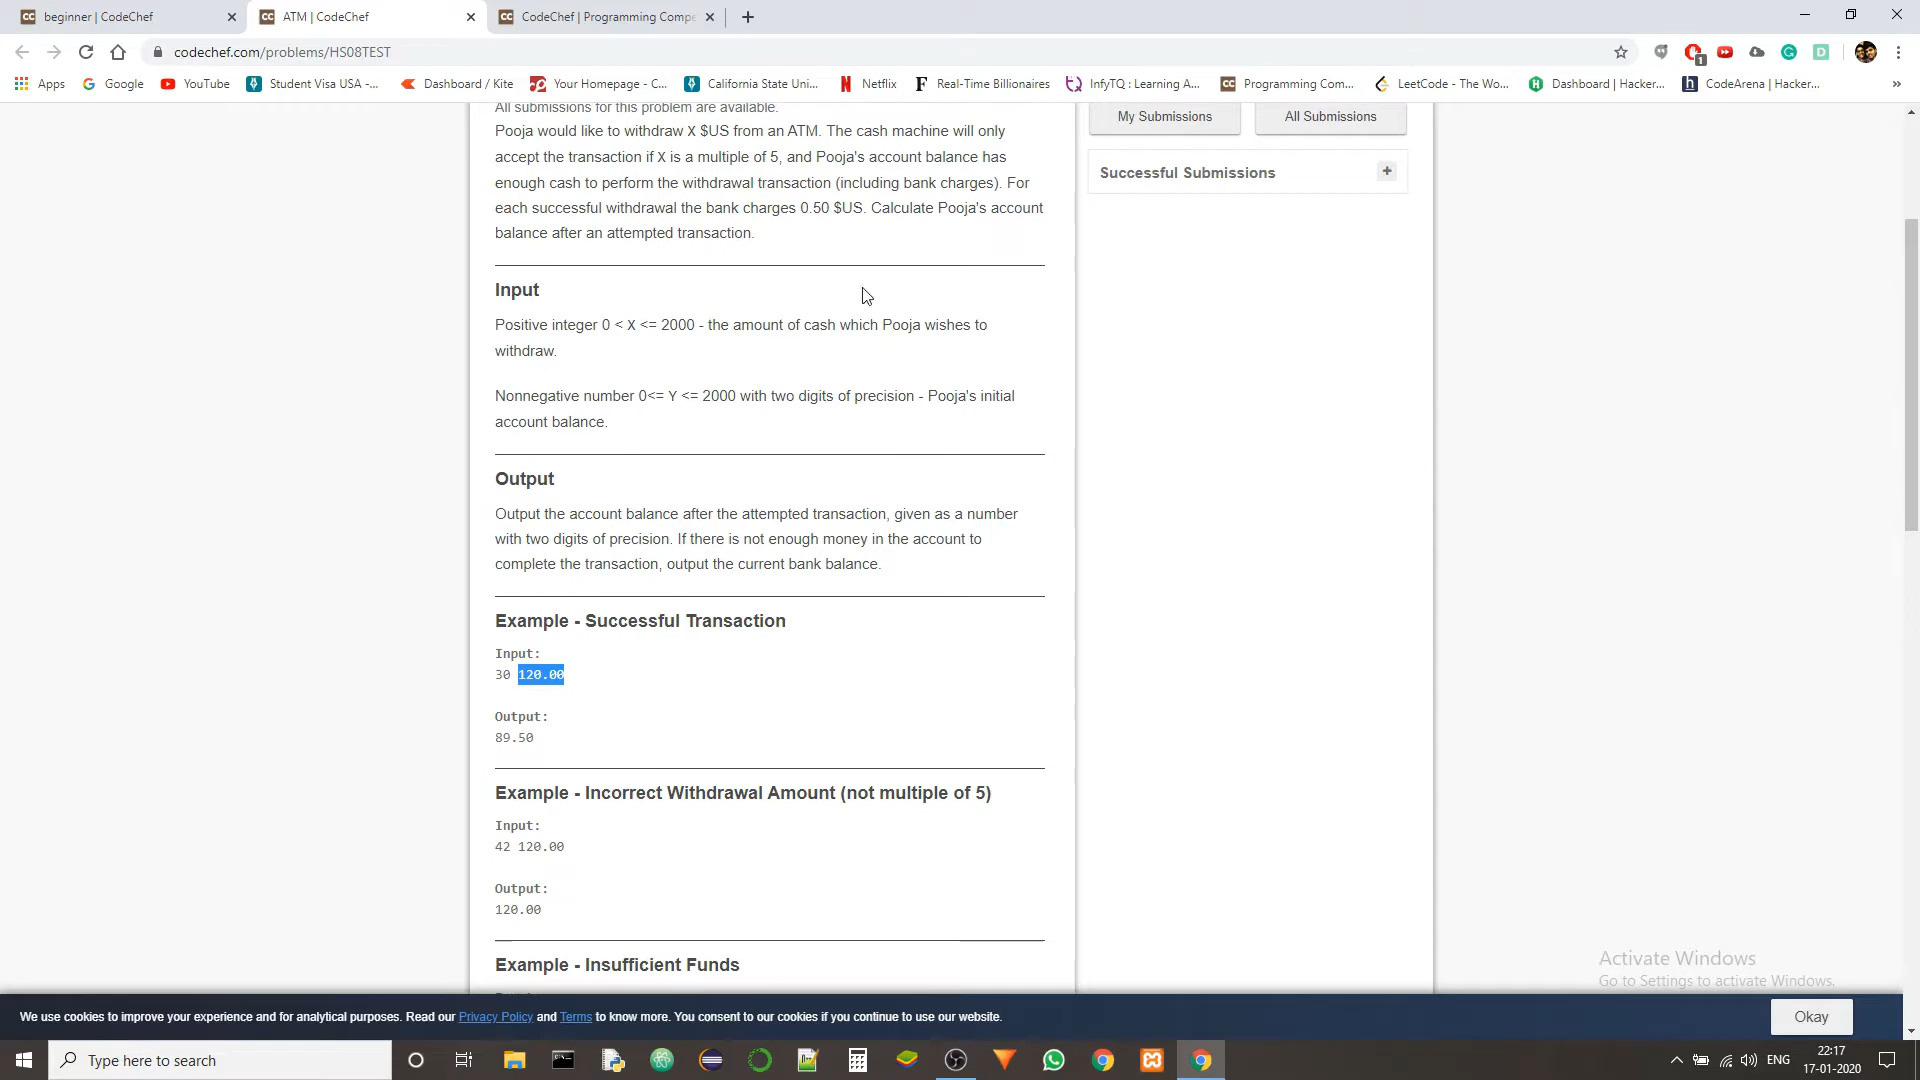 beginner | CodeChef
ATM | CodeChef
CodeChef | Programming Compe
codechef.com/problems/HS08TEST
1
Apps
Google
YouTube
Student Visa USA -...
Dashboard / Kite
Your Homepage - C...
California State Uni...
Netflix
Real-Time Billionaires
InfyTQ : Learning A...
Programming Com...
LeetCode - The Wo...
Dashboard | Hacker...
CodeArena | Hacker...
All submissions for this problem are available.
Pooja would like to withdraw X $US from an ATM. The cash machine will only
accept the transaction if X is a multiple of 5, and Pooja's account balance has
enough cash to perform the withdrawal transaction (including bank charges). For
each successful withdrawal the bank charges 0.50 $US. Calculate Pooja's account
balance after an attempted transaction.
Input
Positive integer 0 < X <= 2000 - the amount of cash which Pooja wishes to
withdraw.
Nonnegative number 0<= Y <= 2000 with two digits of precision - Pooja's initial
account balance.
Output
Output the account balance after the attempted transaction, given as a number
with two digits of precision. If there is not enough money in the account to
complete the transaction, output the current bank balance.
Example - Successful Transaction
Input:
30 120.00
Output:
89.50
Example - Incorrect Withdrawal Amount (not multiple of 5)
Input:
42 120.00
Output:
120.00
Example - Insufficient Funds
My Submissions
All Submissions
Successful Submissions
Activate Windows
Go to Settings to activate Windows.
We use cookies to improve your experience and for analytical purposes. Read our Privacy Policy and Terms to know more. You consent to our cookies if you continue to use our website.
Okay
Type here to search
ENG
22:17
17-01-2020